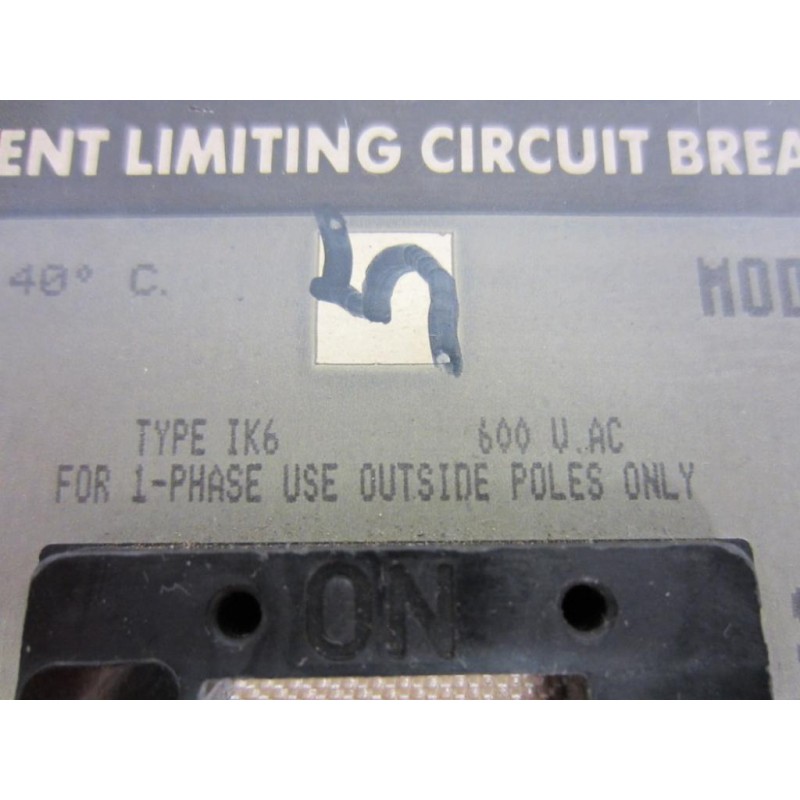 ENT LIMITING CIRCUIT BREA
40° C.
MOD
TYPE IK6 600 V.AC
FOR 1-PHASE USE OUTSIDE POLES ONLY
ON